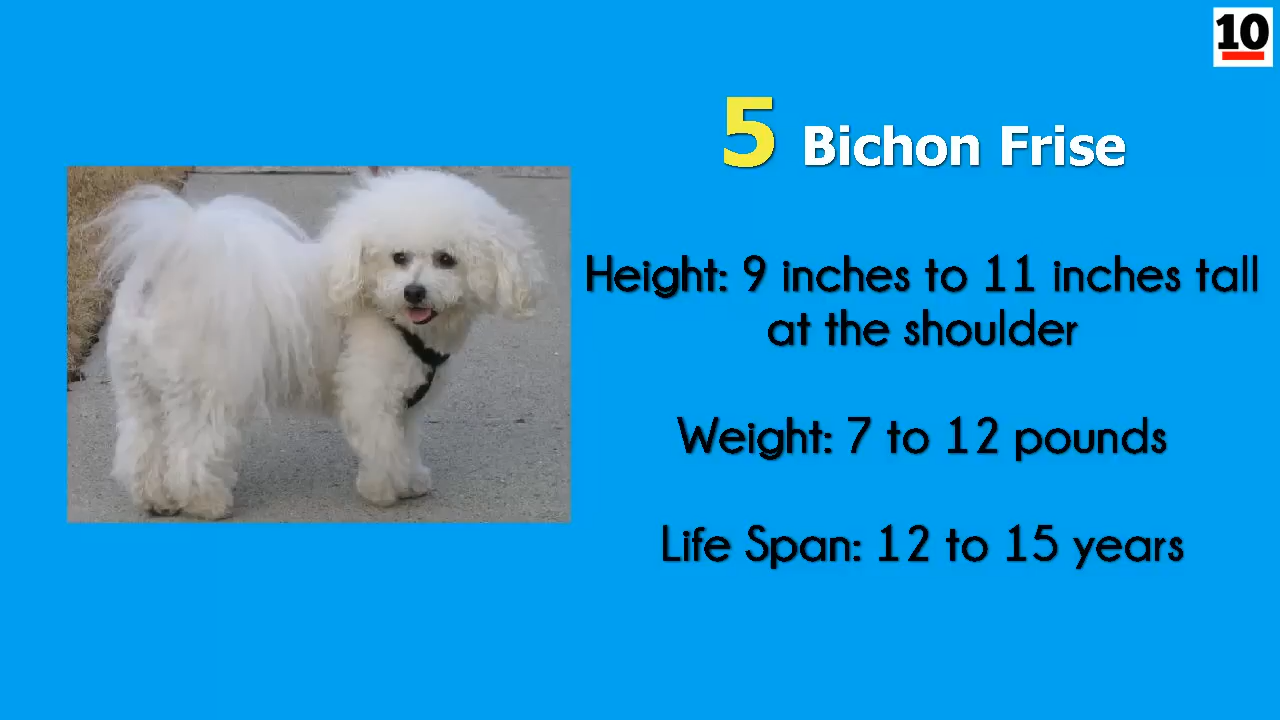 10
5 Bichon Frise
Height: 9 inches to 11 inches tall
at the shoulder
Weight: 7 to 12 pounds
Life Span: 12 to 15 years